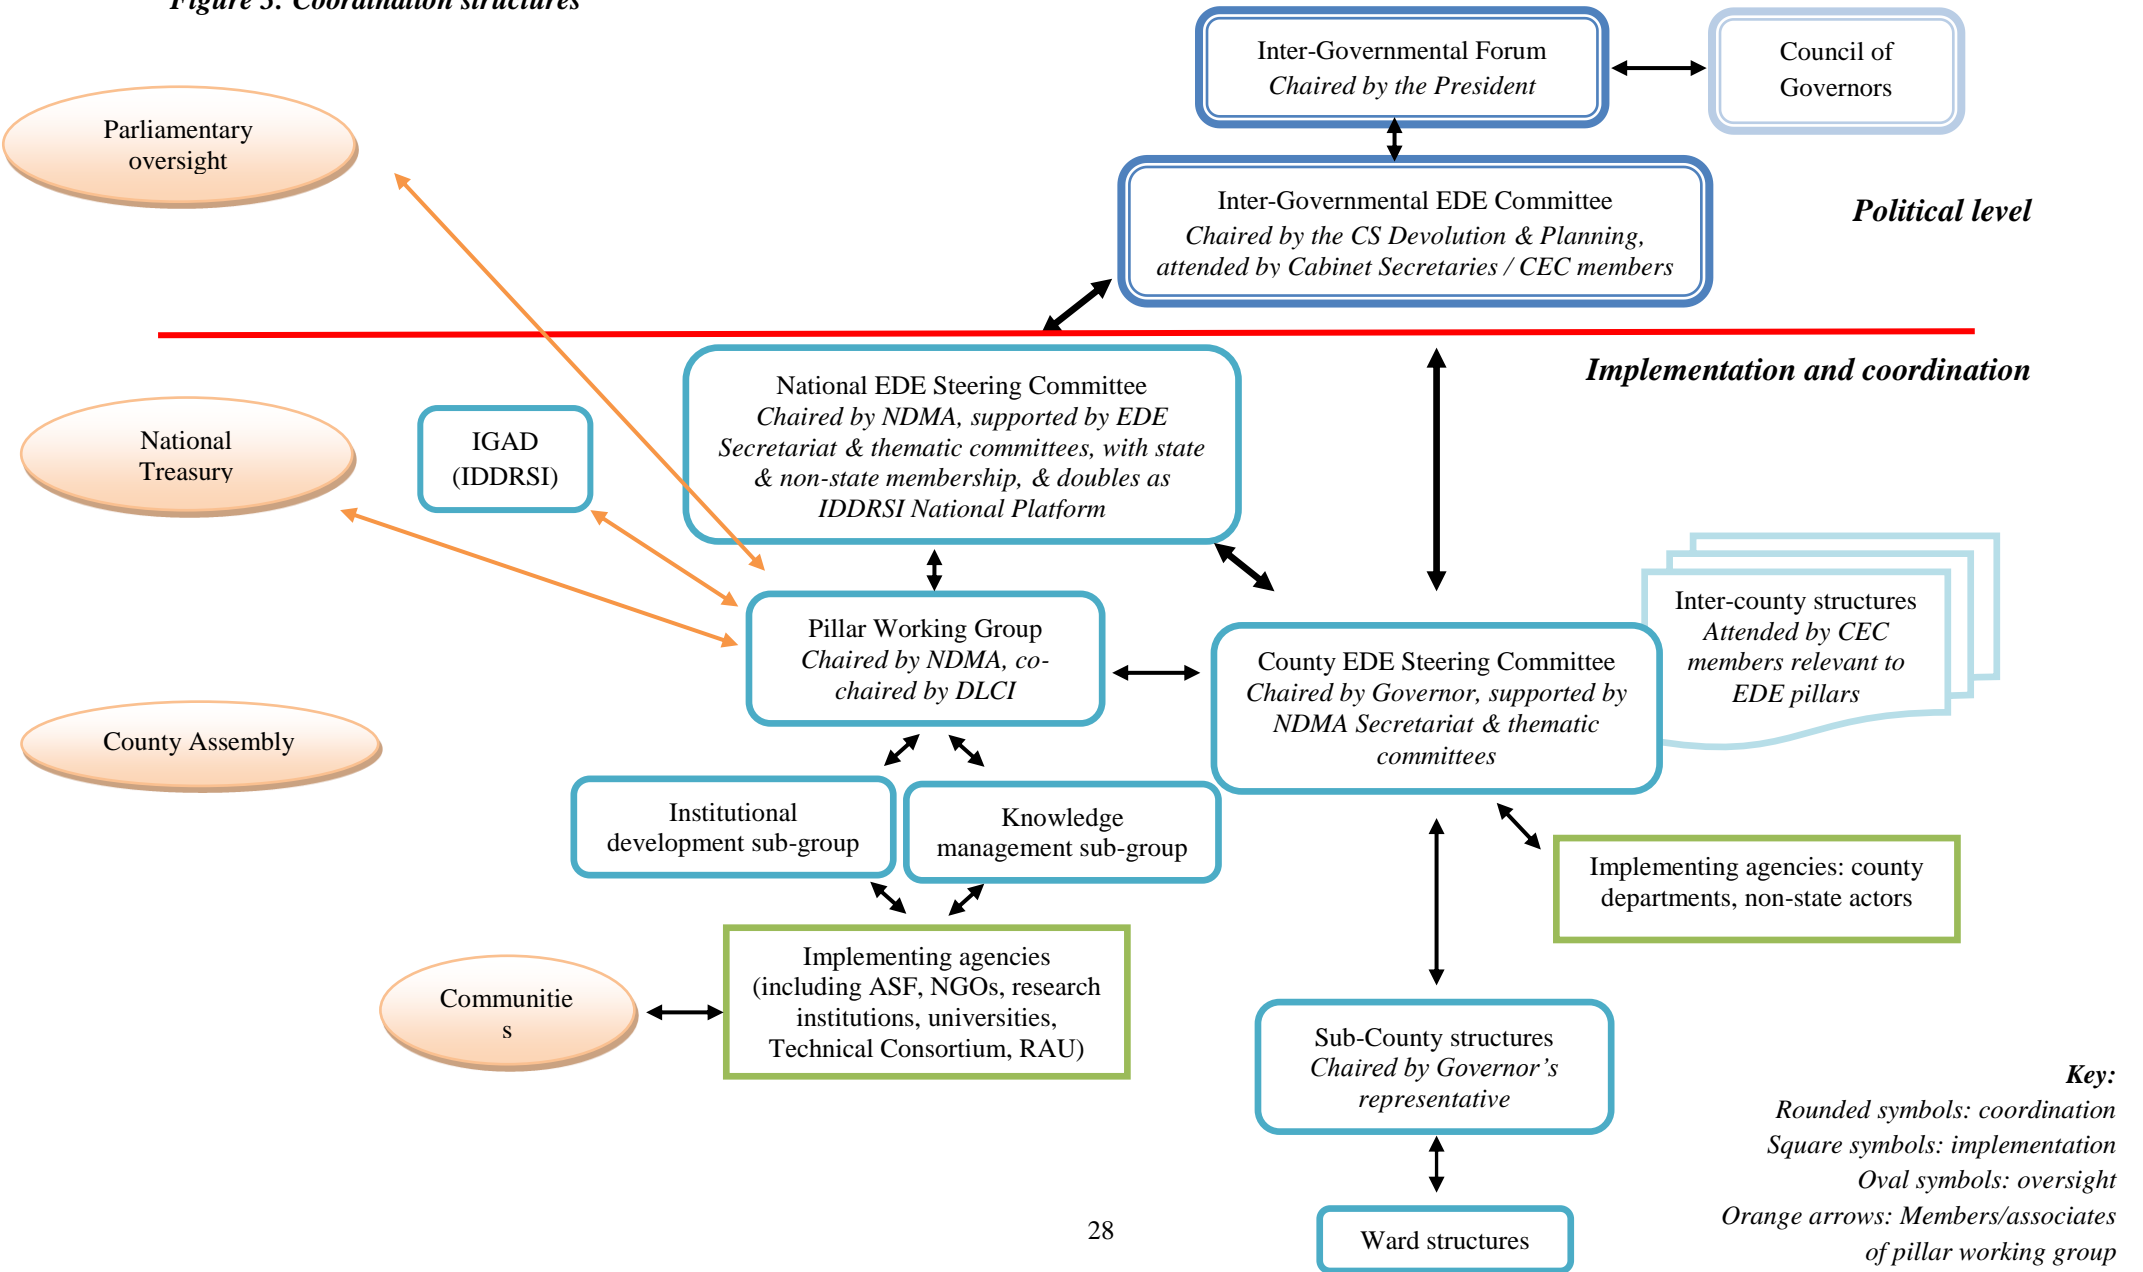 Figure 3: Coordination structures
Inter-Governmental Forum
Chaired by the President
Council of
Governors
Parliamentary
oversight
Inter-Governmental EDE Committee
Chaired by the CS Devolution & Planning,
attended by Cabinet Secretaries / CEC members
Political level
Implementation and coordination
National EDE Steering Committee
Chaired by NDMA, supported by EDE
Secretariat & thematic committees, with state
& non-state membership, & doubles as
IDDRSI National Platform
National
Treasury
IGAD
(IDDRSI)
Inter-county structures
Attended by CEC
members relevant to
EDE pillars
Pillar Working Group
Chaired by NDMA, co-
chaired by DLCI
County EDE Steering Committee
Chaired by Governor, supported by
NDMA Secretariat & thematic
committees
County Assembly
Institutional
development sub-group
Knowledge
management sub-group
Implementing agencies: county
departments, non-state actors
Implementing agencies
(including ASF, NGOs, research
institutions, universities,
Technical Consortium, RAU)
Communitie
s
Sub-County structures
Chaired by Governor’s
representative
Ward structures
Key:
Rounded symbols: coordination
Square symbols: implementation
Oval symbols: oversight
Orange arrows: Members/associates
of pillar working group
28